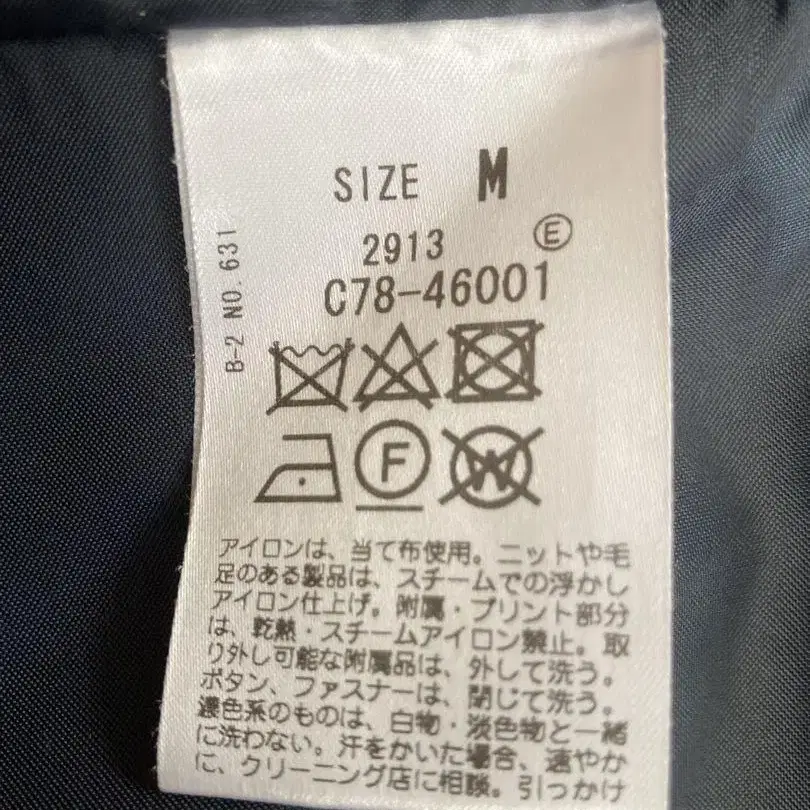 SIZE M
2913 Ⓔ
C78-46001
B-2 NO.631
F
W
アイロンは、当て布使用。ニットや毛
足のある製品は、スチームでの浮かし
アイロン仕上げ。附属・プリント部分
は、乾熱・スチームアイロン禁止。取
り外し可能な附属品は、外して洗う。
ボタン、ファスナーは、閉じて洗う。
濃色系のものは、白物・淡色物と一緒
に洗わない。汗をかいた場合、速やか
に、クリーニング店に相談。引っかけ